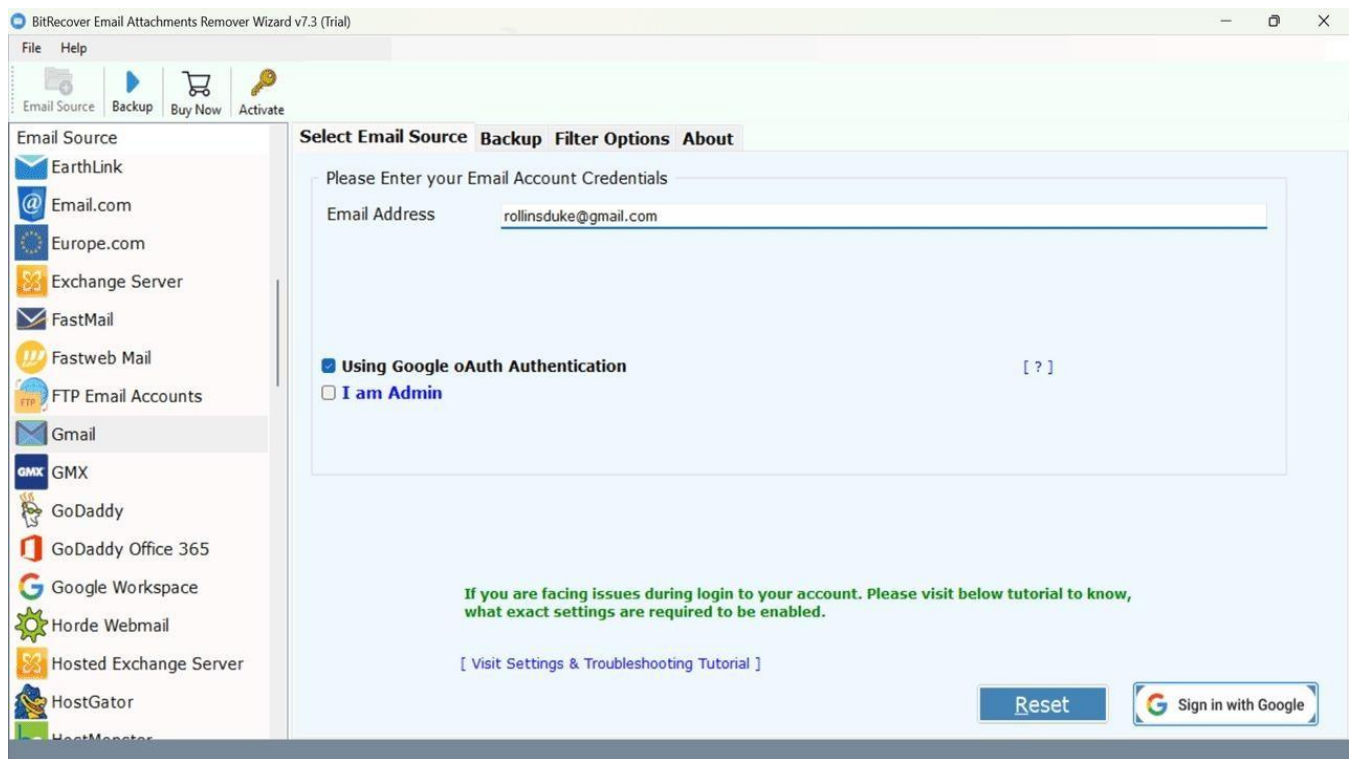 BitRecover Email Attachments Remover Wizard v7.3 (Trial)
File Help
Email Source Backup Buy Now Activate
Email Source
EarthLink
@ Email.com
Europe.com
Exchange Server
FastMail
Fastweb Mail
FTP FTP Email Accounts
Gmail
GMX GMX
GoDaddy
GoDaddy Office 365
Google Workspace
Horde Webmail
Hosted Exchange Server
HostGator
HostMonster
Select Email Source Backup Filter Options About
Please Enter your Email Account Credentials
Email Address rollinsduke@gmail.com
Using Google oAuth Authentication [ ? ]
I am Admin
If you are facing issues during login to your account. Please visit below tutorial to know,
what exact settings are required to be enabled.
[ Visit Settings & Troubleshooting Tutorial ]
Reset G Sign in with Google